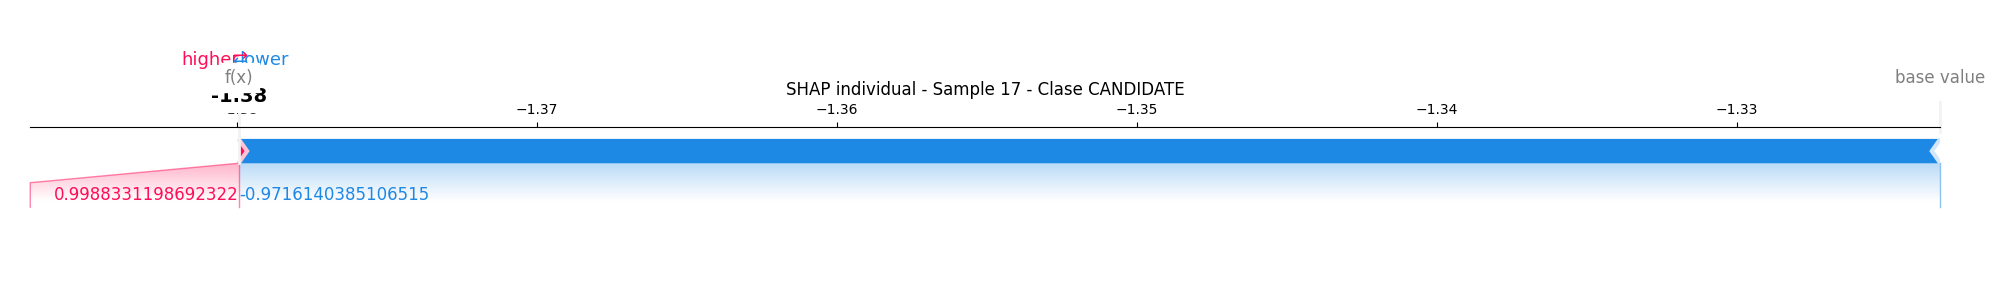 higher lower
f(x)
base value
SHAP individual - Sample 17 - Clase CANDIDATE
-1.38
−1.37
−1.36
−1.35
−1.34
−1.33
0.9988331198692322
-0.9716140385106515